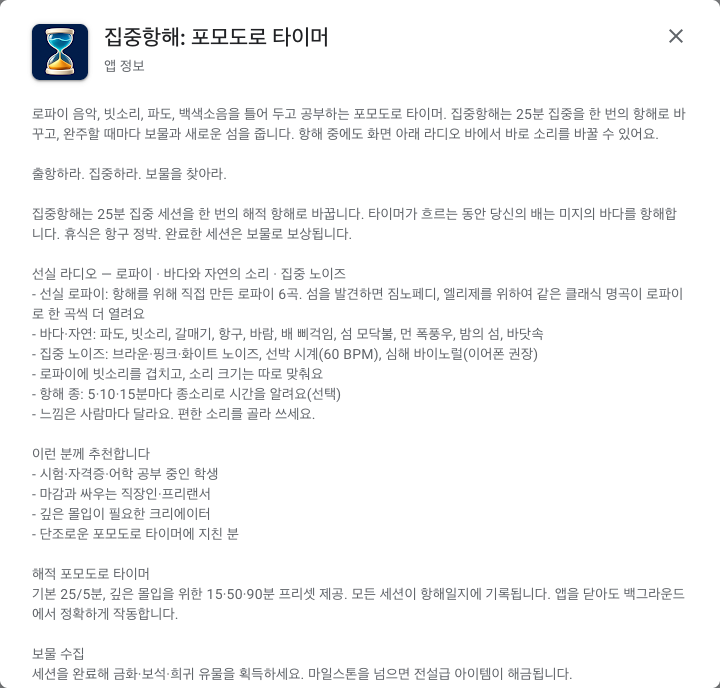 집중항해: 포모도로 타이머
앱 정보
로파이 음악, 빗소리, 파도, 백색소음을 틀어 두고 공부하는 포모도로 타이머. 집중항해는 25분 집중을 한 번의 항해로 바
꾸고, 완주할 때마다 보물과 새로운 섬을 줍니다. 항해 중에도 화면 아래 라디오 바에서 바로 소리를 바꿀 수 있어요.
출항하라. 집중하라. 보물을 찾아라.
집중항해는 25분 집중 세션을 한 번의 해적 항해로 바꿉니다. 타이머가 흐르는 동안 당신의 배는 미지의 바다를 항해합
니다. 휴식은 항구 정박. 완료한 세션은 보물로 보상됩니다.
선실 라디오 — 로파이 · 바다와 자연의 소리 · 집중 노이즈
- 선실 로파이: 항해를 위해 직접 만든 로파이 6곡. 섬을 발견하면 짐노페디, 엘리제를 위하여 같은 클래식 명곡이 로파이
로 한 곡씩 더 열려요
- 바다·자연: 파도, 빗소리, 갈매기, 항구, 바람, 배 삐걱임, 섬 모닥불, 먼 폭풍우, 밤의 섬, 바닷속
- 집중 노이즈: 브라운·핑크·화이트 노이즈, 선박 시계(60 BPM), 심해 바이노럴(이어폰 권장)
- 로파이에 빗소리를 겹치고, 소리 크기는 따로 맞춰요
- 항해 종: 5·10·15분마다 종소리로 시간을 알려요(선택)
- 느낌은 사람마다 달라요. 편한 소리를 골라 쓰세요.
이런 분께 추천합니다
- 시험·자격증·어학 공부 중인 학생
- 마감과 싸우는 직장인·프리랜서
- 깊은 몰입이 필요한 크리에이터
- 단조로운 포모도로 타이머에 지친 분
해적 포모도로 타이머
기본 25/5분, 깊은 몰입을 위한 15·50·90분 프리셋 제공. 모든 세션이 항해일지에 기록됩니다. 앱을 닫아도 백그라운드
에서 정확하게 작동합니다.
보물 수집
세션을 완료해 금화·보석·희귀 유물을 획득하세요. 마일스톤을 넘으면 전설급 아이템이 해금됩니다.